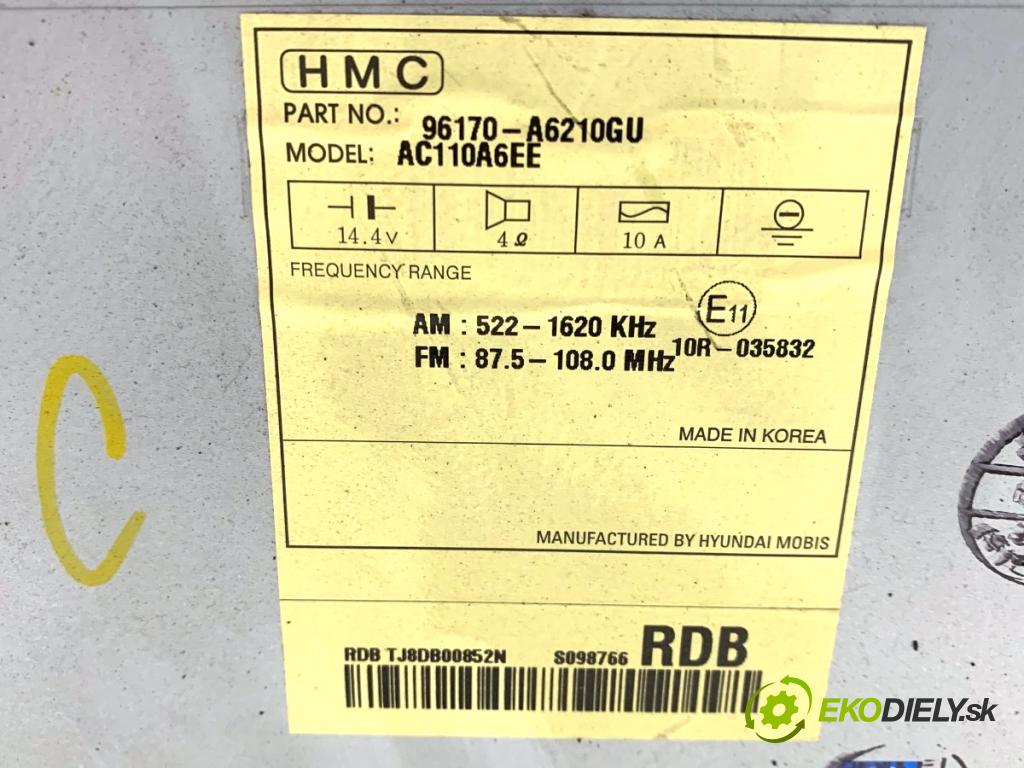 HMC
PART NO.: 96170-A6210GU
MODEL: AC110A6EE
14.4V 4Ω 10 A
FREQUENCY RANGE
AM : 522-1620 KHz E11
FM : 87.5-108.0 MHz 10R-035832
MADE IN KOREA
MANUFACTURED BY HYUNDAI MOBIS
RDB TJ8DB00852N S098766 RDB
C
EKODIELY.sk